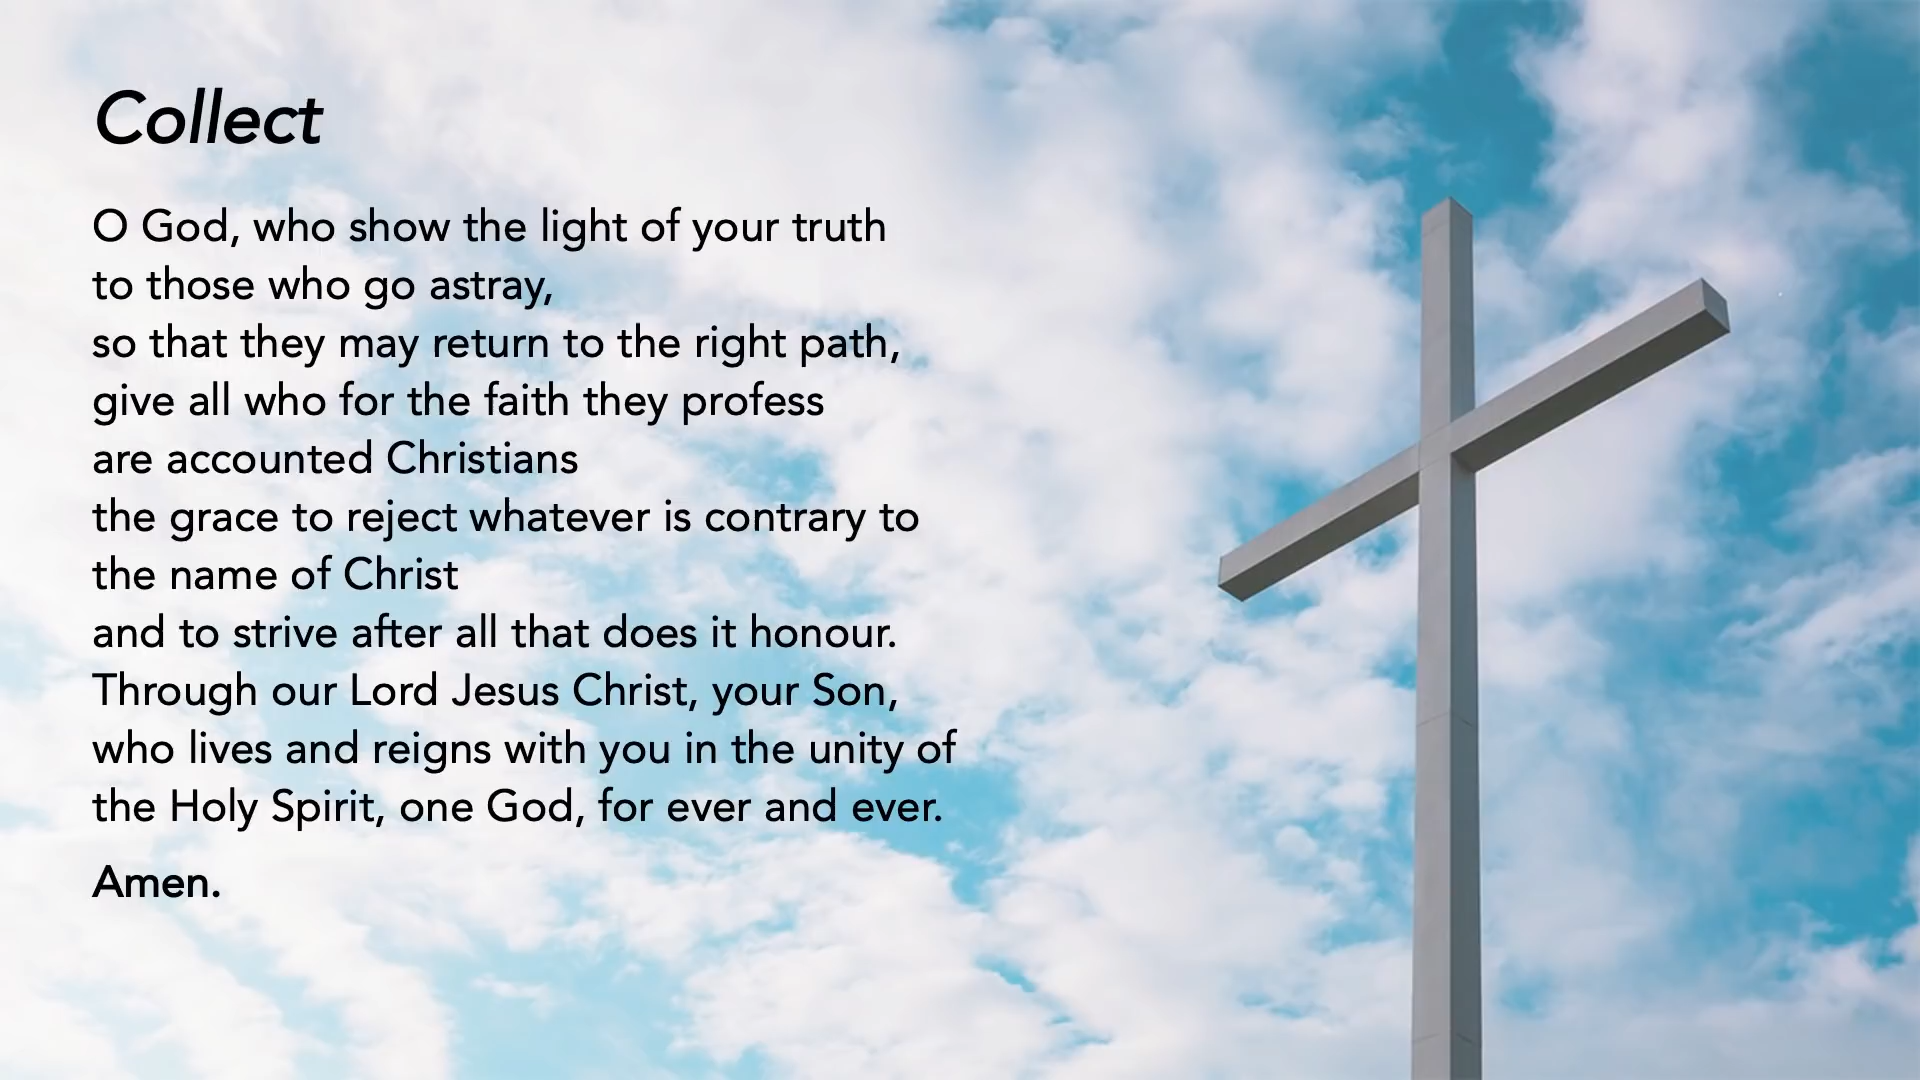 Collect
O God, who show the light of your truth
to those who go astray,
so that they may return to the right path,
give all who for the faith they profess
are accounted Christians
the grace to reject whatever is contrary to
the name of Christ
and to strive after all that does it honour.
Through our Lord Jesus Christ, your Son,
who lives and reigns with you in the unity of
the Holy Spirit, one God, for ever and ever.
Amen.